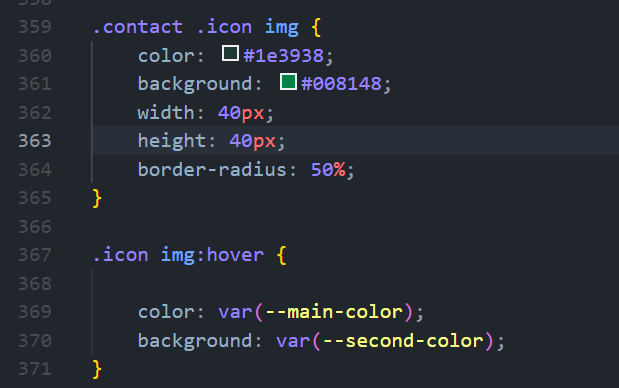 359 .contact .icon img {
360     color: #1e3938;
361     background: #008148;
362     width: 40px;
363     height: 40px;
364     border-radius: 50%;
365 }
366
367 .icon img:hover {
368
369     color: var(--main-color);
370     background: var(--second-color);
371 }